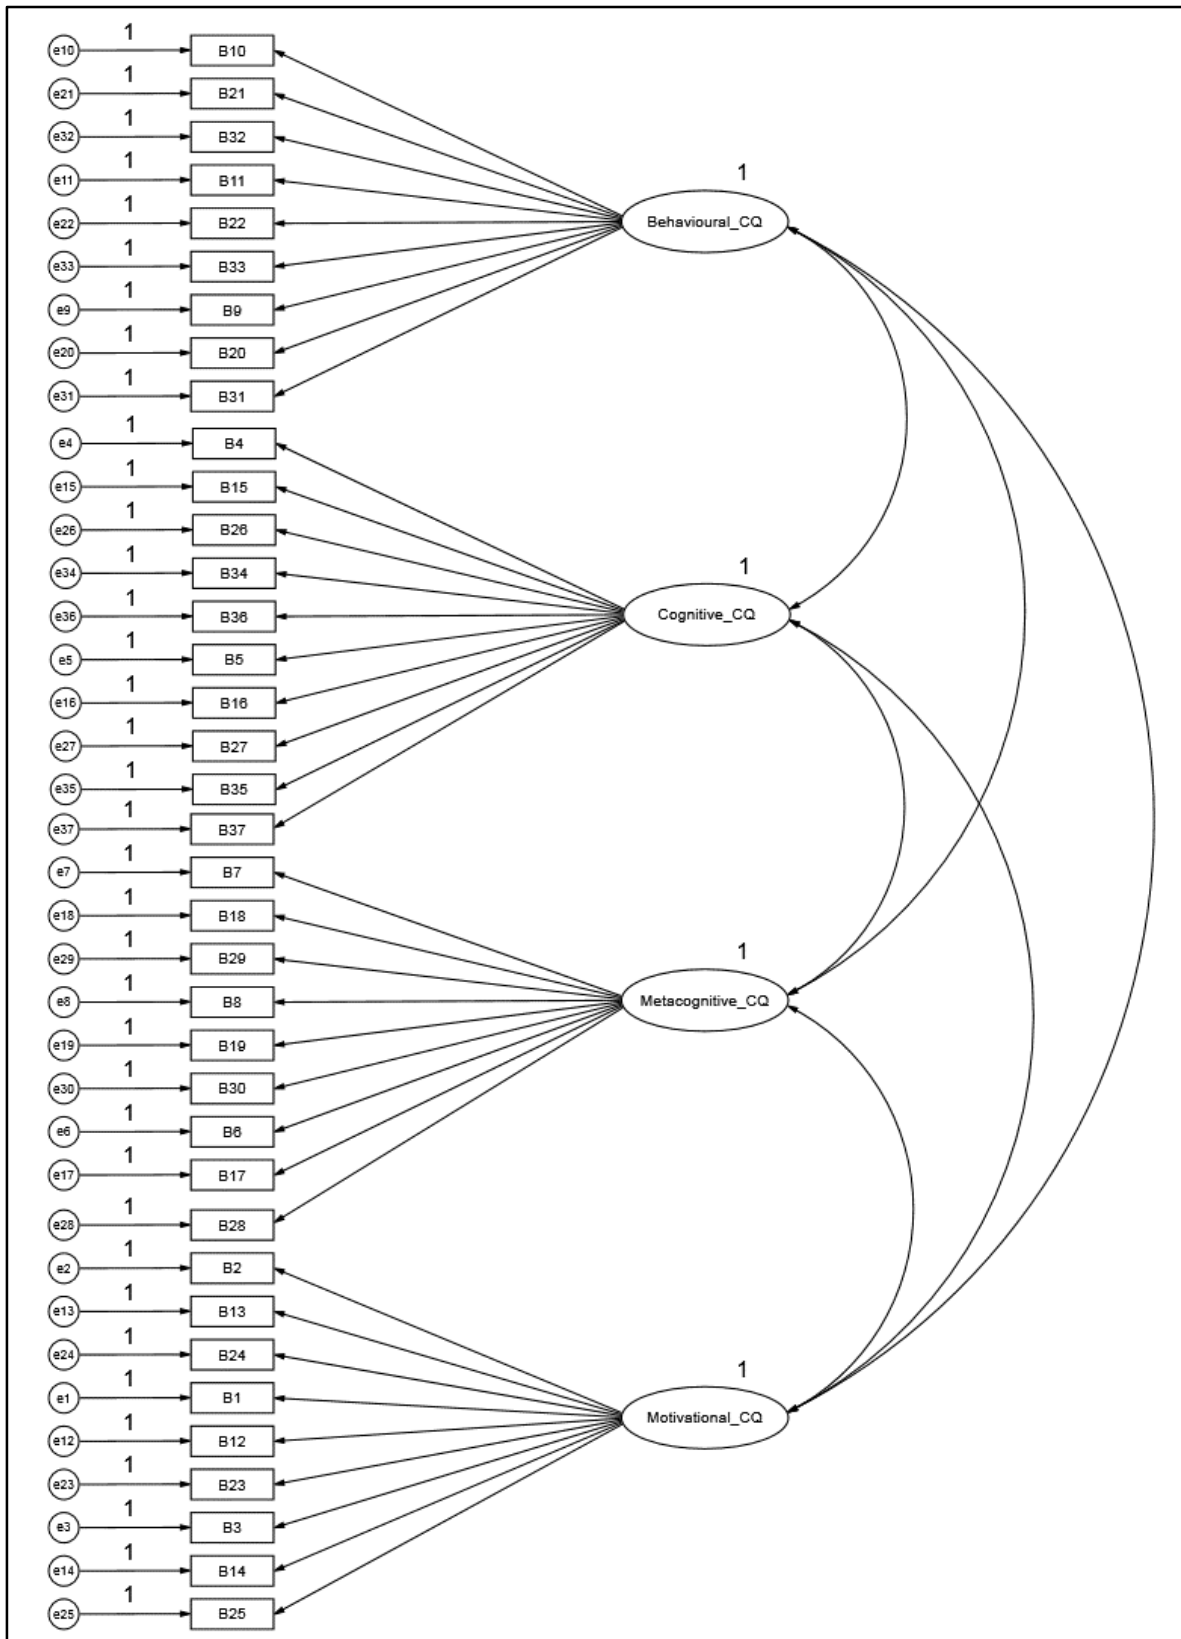 1
e10 B10
1
e21 B21
1
e32 B32
1
e11 B11
1
e22 B22
1
e33 B33
1
e9 B9
1
e20 B20
1
e31 B31
1
Behavioural_CQ
1
e4 B4
1
e15 B15
1
e26 B26
1
e34 B34
1
e36 B36
1
e5 B5
1
e16 B16
1
e27 B27
1
e35 B35
1
e37 B37
1
Cognitive_CQ
1
e7 B7
1
e18 B18
1
e29 B29
1
e8 B8
1
e19 B19
1
e30 B30
1
e6 B6
1
e17 B17
1
e28 B28
1
Metacognitive_CQ
1
e2 B2
1
e13 B13
1
e24 B24
1
e1 B1
1
e12 B12
1
e23 B23
1
e3 B3
1
e14 B14
1
e25 B25
1
Motivational_CQ